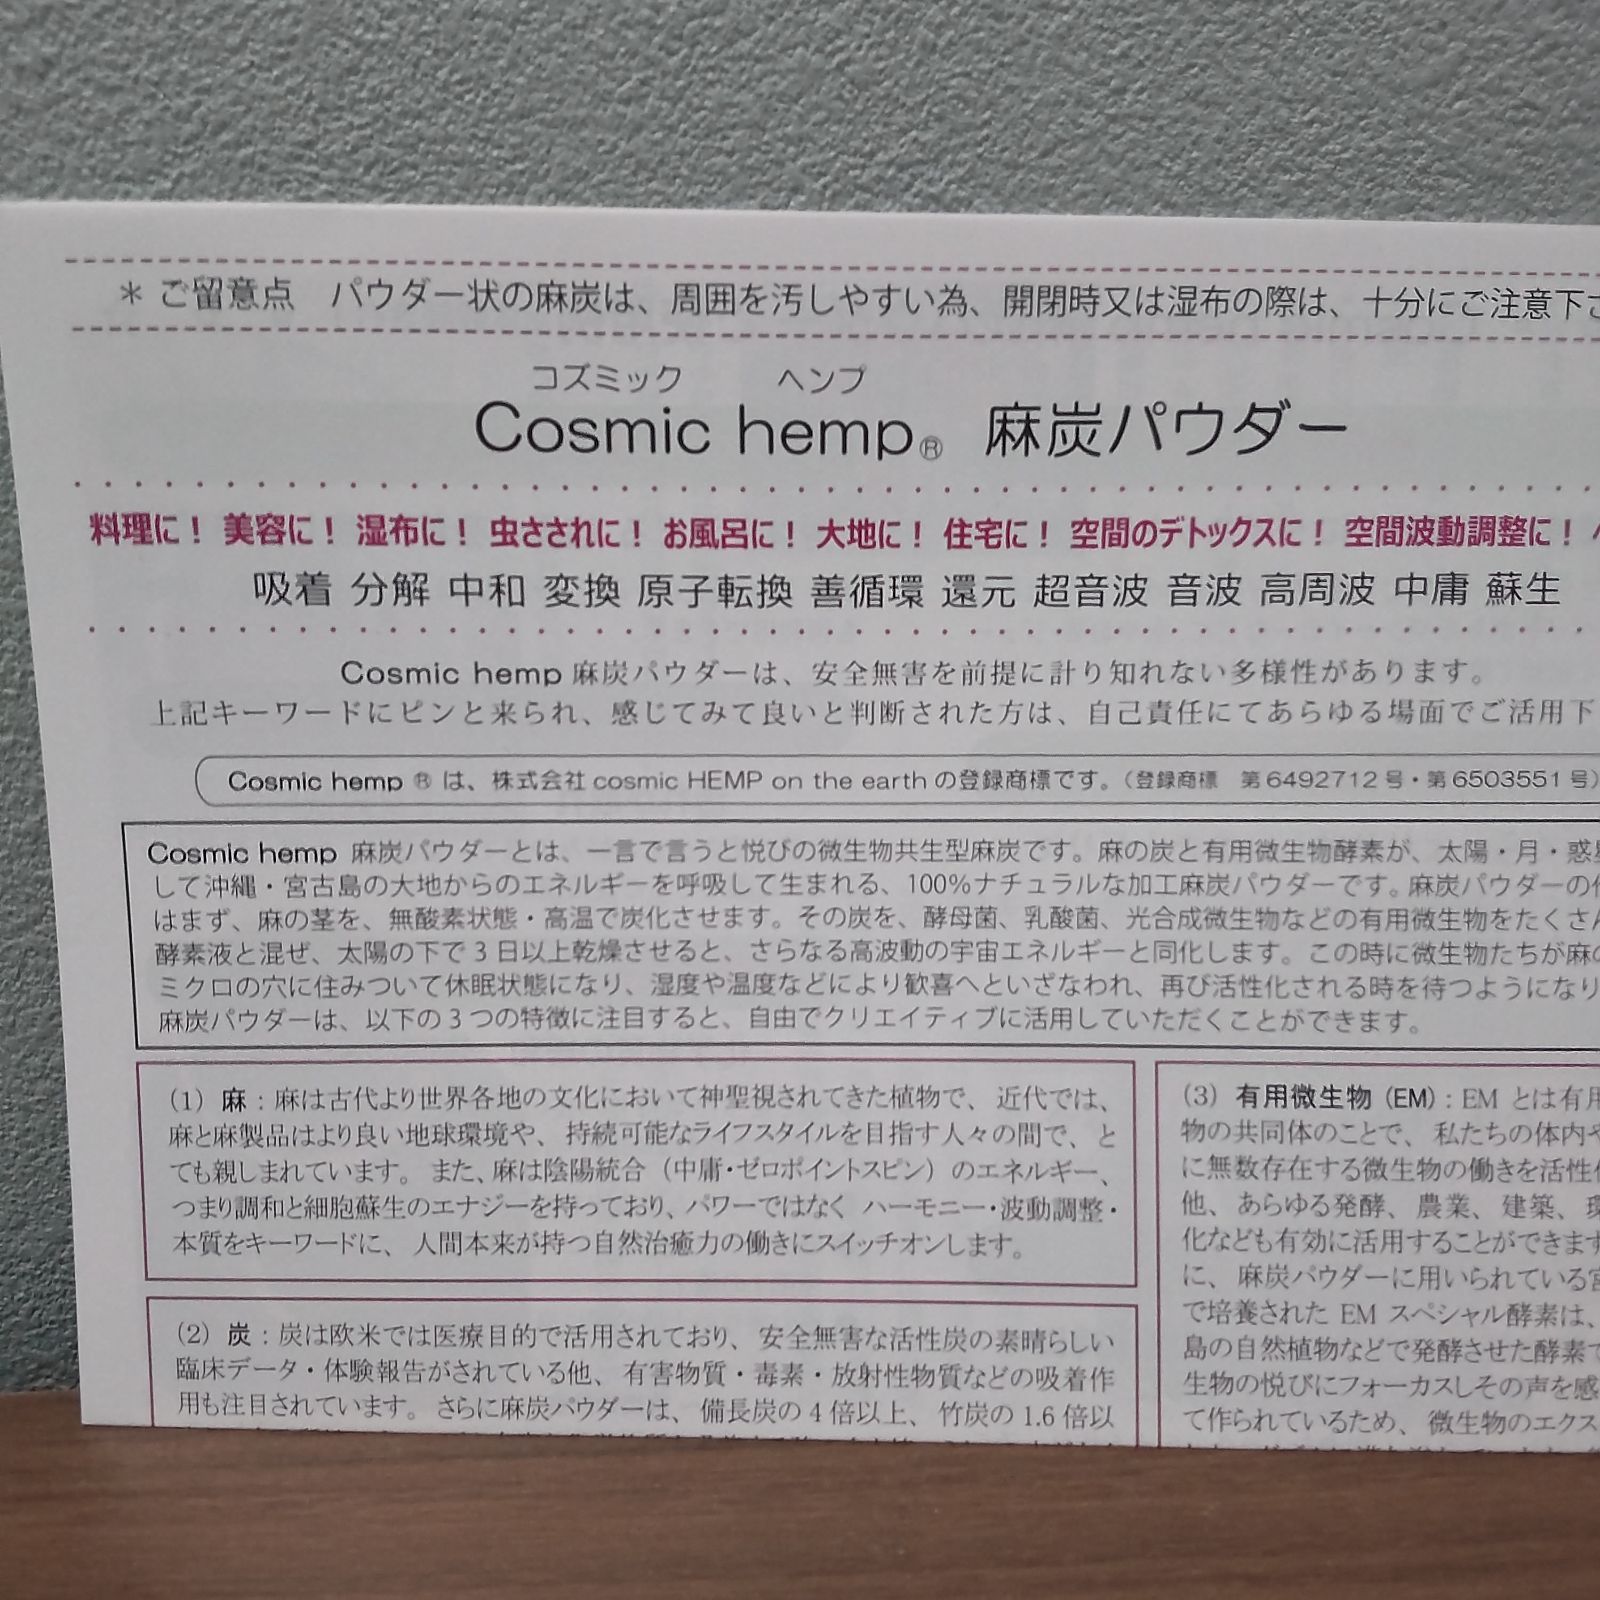 ＊ ご留意点　パウダー状の麻炭は、周囲を汚しやすい為、開閉時又は湿布の際は、十分にご注意下
コズミック　ヘンプ
Cosmic hemp® 麻炭パウダー
料理に！ 美容に！ 湿布に！ 虫さされに！ お風呂に！ 大地に！ 住宅に！ 空間のデトックスに！ 空間波動調整に！
吸着 分解 中和 変換 原子転換 善循環 還元 超音波 音波 高周波 中庸 蘇生
Cosmic hemp 麻炭パウダーは、安全無害を前提に計り知れない多様性があります。
上記キーワードにピンと来られ、感じてみて良いと判断された方は、自己責任にてあらゆる場面でご活用下
Cosmic hemp ® は、株式会社 cosmic HEMP on the earth の登録商標です。（登録商標　第 6492712 号・第 6503551 号）
Cosmic hemp 麻炭パウダーとは、一言で言うと悦びの微生物共生型麻炭です。麻の炭と有用微生物酵素が、太陽・月・惑
して沖縄・宮古島の大地からのエネルギーを呼吸して生まれる、100%ナチュラルな加工麻炭パウダーです。麻炭パウダーの
はまず、麻の茎を、無酸素状態・高温で炭化させます。その炭を、酵母菌、乳酸菌、光合成微生物などの有用微生物をたくさ
酵素液と混ぜ、太陽の下で 3 日以上乾燥させると、さらなる高波動の宇宙エネルギーと同化します。この時に微生物たちが麻
ミクロの穴に住みついて休眠状態になり、湿度や温度などにより歓喜へといざなわれ、再び活性化される時を待つようになり
麻炭パウダーは、以下の 3 つの特徴に注目すると、自由でクリエイティブに活用していただくことができます。
（1）麻：麻は古代より世界各地の文化において神聖視されてきた植物で、近代では、
麻と麻製品はより良い地球環境や、持続可能なライフスタイルを目指す人々の間で、と
ても親しまれています。また、麻は陰陽統合（中庸・ゼロポイントスピン）のエネルギー、
つまり調和と細胞蘇生のエナジーを持っており、パワーではなく ハーモニー・波動調整・
本質をキーワードに、人間本来が持つ自然治癒力の働きにスイッチオンします。
（2）炭：炭は欧米では医療目的で活用されており、安全無害な活性炭の素晴らしい
臨床データ・体験報告がされている他、有害物質・毒素・放射性物質などの吸着作
用も注目されています。さらに麻炭パウダーは、備長炭の 4 倍以上、竹炭の 1.6 倍以
（3）有用微生物（EM）：EM とは有用
物の共同体のことで、私たちの体内
に無数存在する微生物の働きを活性
他、あらゆる発酵、農業、建築、
化なども有効に活用することができます
に、麻炭パウダーに用いられている
で培養された EM スペシャル酵素は、
島の自然植物などで発酵させた酵素
生物の悦びにフォーカスしその声を感
て作られているため、微生物のエクス